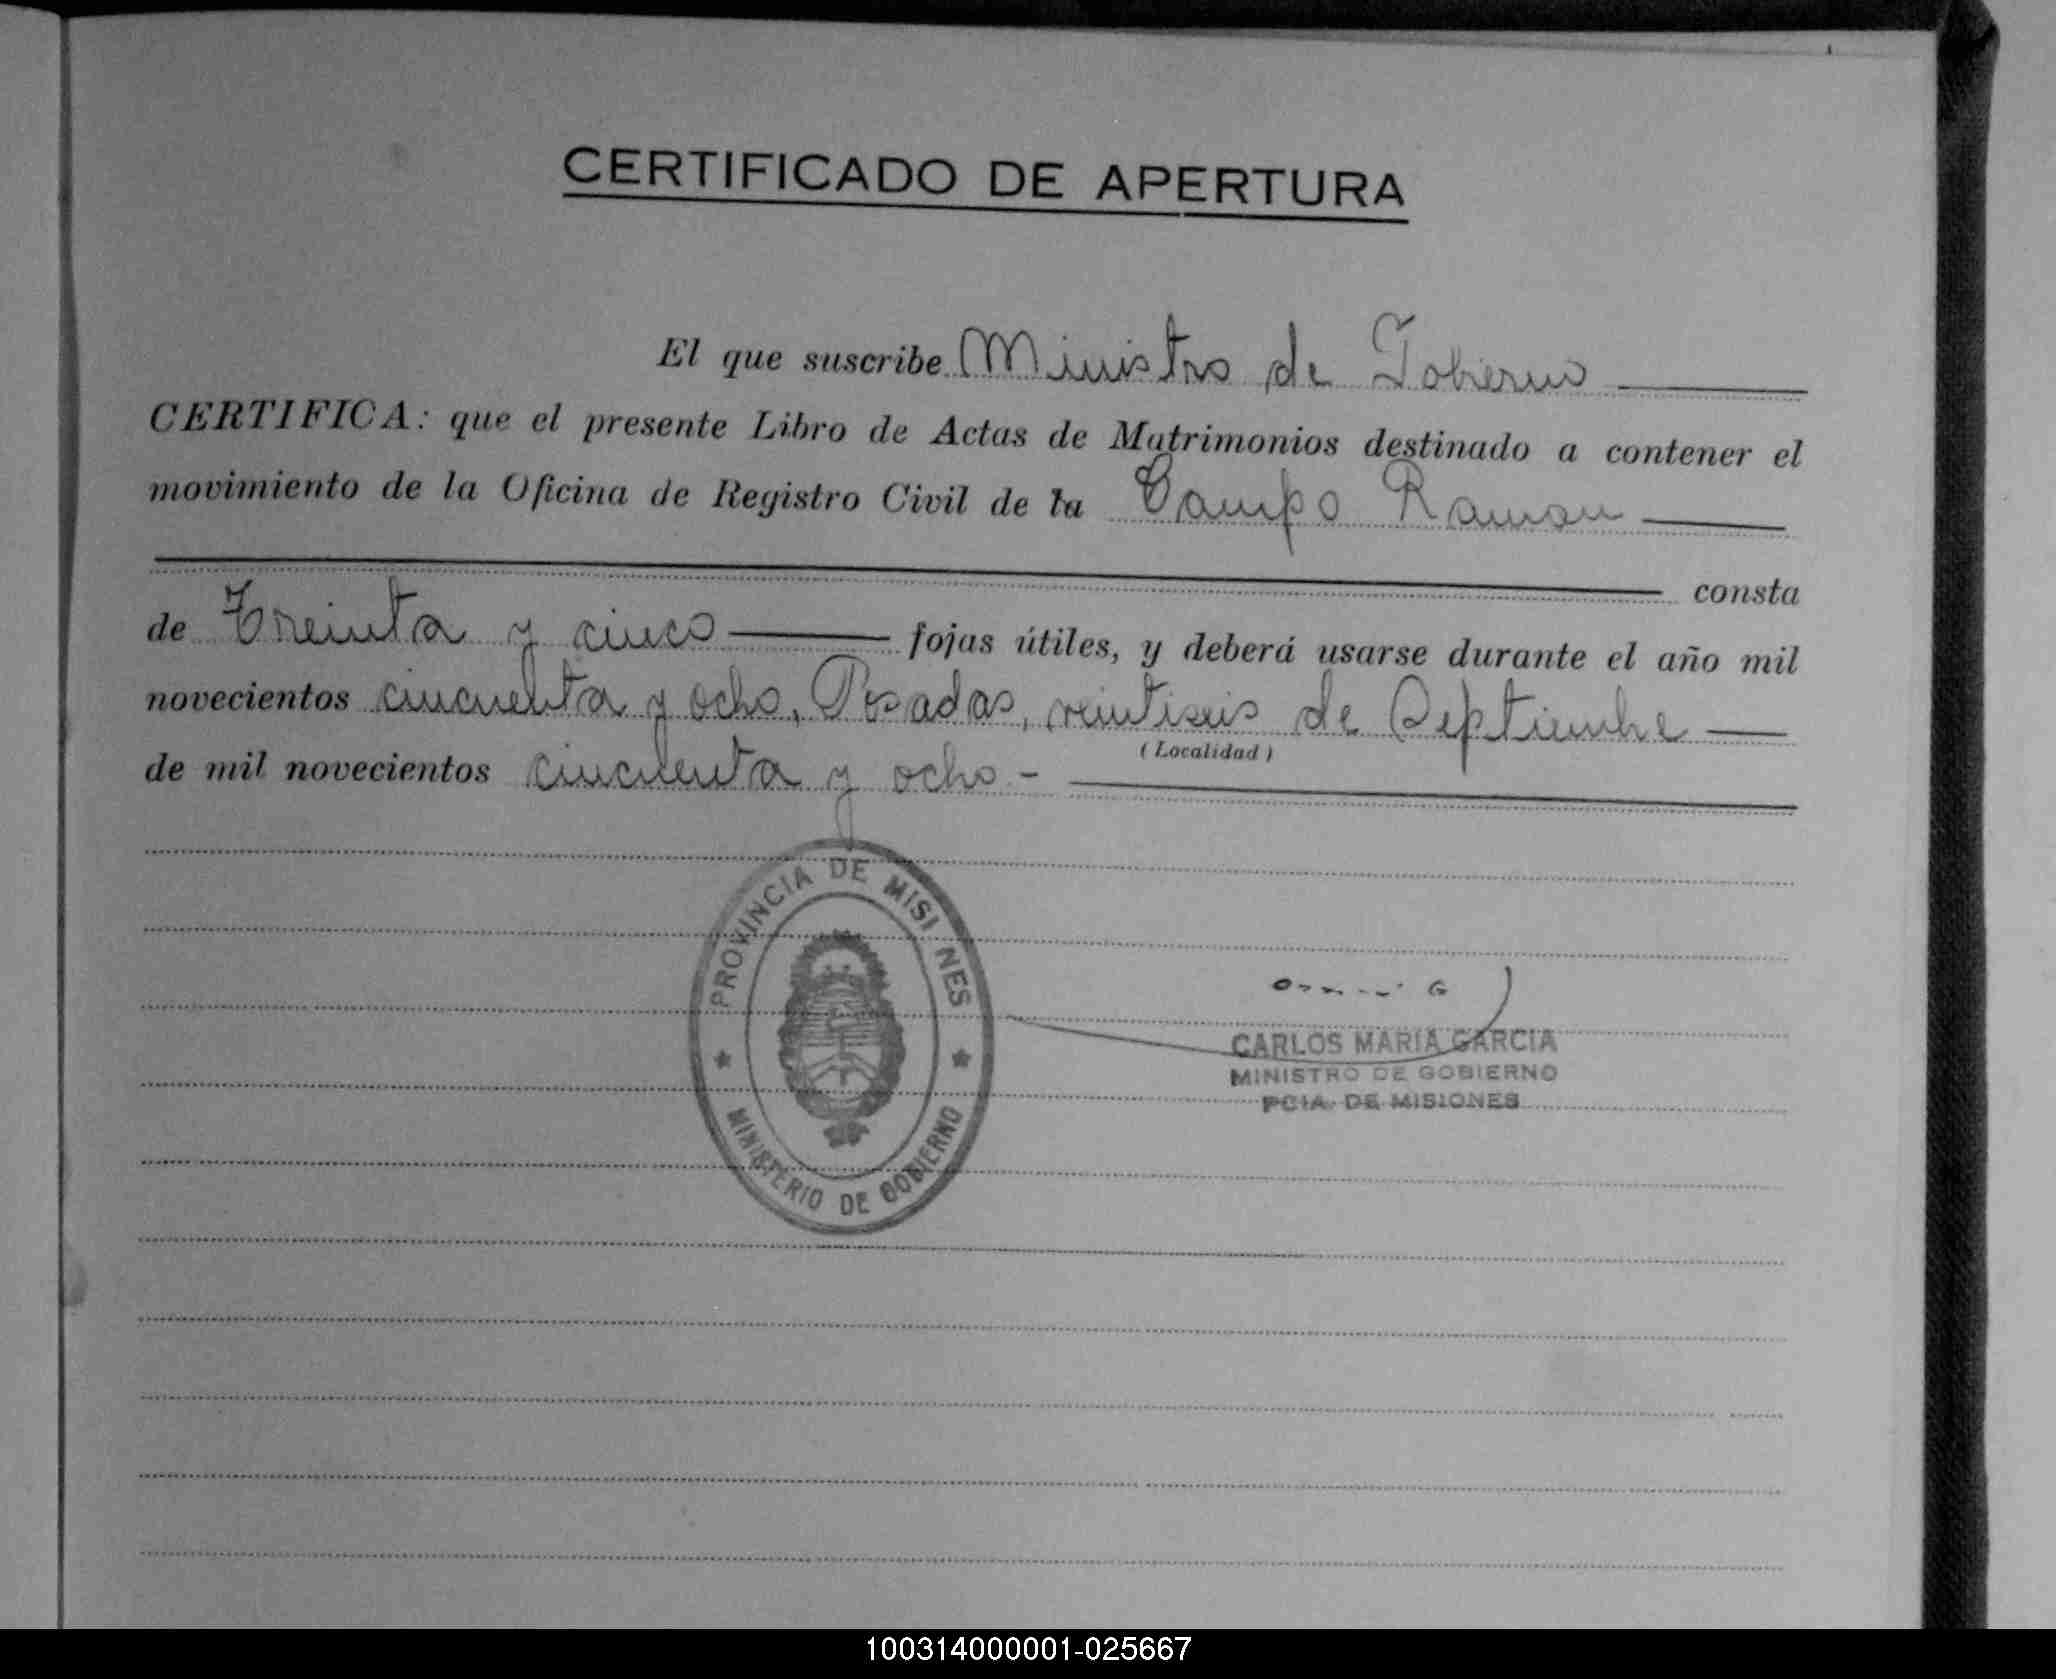 CERTIFICADO DE APERTURA
El que suscribe Ministro de Gobierno
CERTIFICA: que el presente Libro de Actas de Matrimonios destinado a contener el
movimiento de la Oficina de Registro Civil de la Campo Ramon
consta
de Treinta y cinco fojas útiles, y deberá usarse durante el año mil
novecientos cincuenta y ocho, Posadas, veintiseis de Septiembre
(Localidad)
de mil novecientos cincuenta y ocho.-
PROVINCIA DE MISI NES
MINISTERIO DE GOBIERNO
CARLOS MARIA GARCIA
MINISTRO DE GOBIERNO
PCIA. DE MISIONES
100314000001-025667